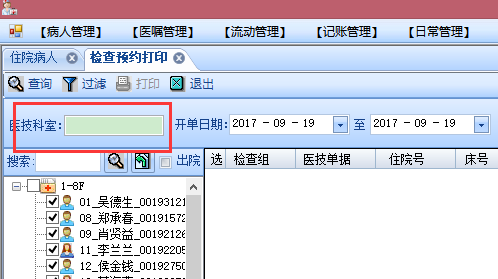 【病人管理】 【医嘱管理】 【流动管理】 【记账管理】 【日常管理】
住院病人 检查预约打印
查询 过滤 打印 退出
医技科室: 开单日期: 2017 - 09 - 19 至 2017 - 09 - 19
搜索: 出院 选 检查组 医技单据 住院号 床号
1-8F
01_吴德生_00193121
08_郑承春_00191572
09_肖贤益_00192126
11_李兰兰_00192205
12_侯金钱_00192750